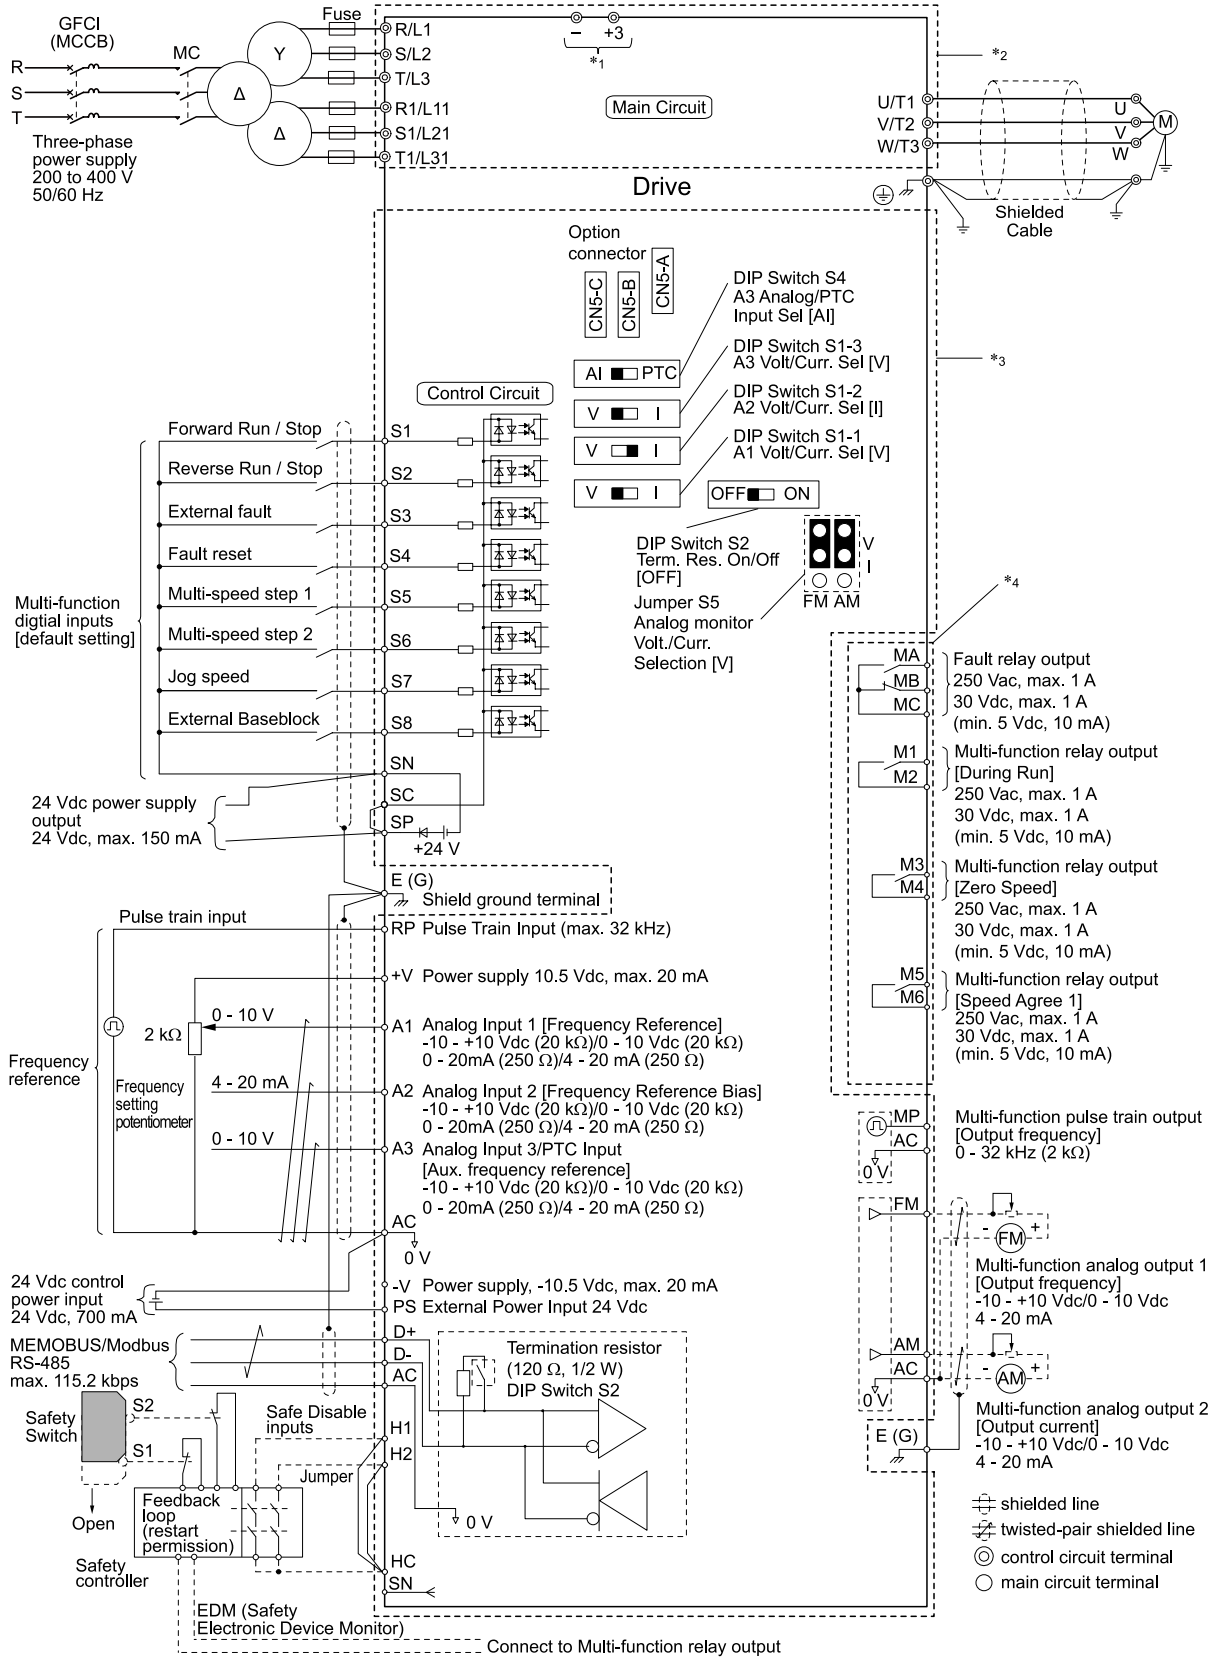 GFCI
(MCCB)
MC
Fuse
R
S
T
Y
Δ
Δ
Three-phase
power supply
200 to 400 V
50/60 Hz
R/L1
S/L2
T/L3
R1/L11
S1/L21
T1/L31
− +3
*1
Main Circuit
*2
U/T1
V/T2
W/T3
U
V
W
M
Drive
Shielded
Cable
Option
connector
CN5-C
CN5-B
CN5-A
DIP Switch S4
A3 Analog/PTC
Input Sel [AI]
DIP Switch S1-3
A3 Volt/Curr. Sel [V]
DIP Switch S1-2
A2 Volt/Curr. Sel [I]
DIP Switch S1-1
A1 Volt/Curr. Sel [V]
AI PTC
V I
V I
V I
OFF ON
*3
DIP Switch S2
Term. Res. On/Off
[OFF]
Jumper S5
Analog monitor
Volt./Curr.
Selection [V]
V
I
FM AM
*4
Control Circuit
Multi-function
digtial inputs
[default setting]
Forward Run / Stop
S1
Reverse Run / Stop
S2
External fault
S3
Fault reset
S4
Multi-speed step 1
S5
Multi-speed step 2
S6
Jog speed
S7
External Baseblock
S8
SN
SC
SP
+24 V
24 Vdc power supply
output
24 Vdc, max. 150 mA
E (G)
Shield ground terminal
MA
MB
MC
Fault relay output
250 Vac, max. 1 A
30 Vdc, max. 1 A
(min. 5 Vdc, 10 mA)
M1
M2
Multi-function relay output
[During Run]
250 Vac, max. 1 A
30 Vdc, max. 1 A
(min. 5 Vdc, 10 mA)
M3
M4
Multi-function relay output
[Zero Speed]
250 Vac, max. 1 A
30 Vdc, max. 1 A
(min. 5 Vdc, 10 mA)
M5
M6
Multi-function relay output
[Speed Agree 1]
250 Vac, max. 1 A
30 Vdc, max. 1 A
(min. 5 Vdc, 10 mA)
Pulse train input
RP Pulse Train Input (max. 32 kHz)
+V Power supply 10.5 Vdc, max. 20 mA
Frequency
reference
2 kΩ
0 - 10 V
Frequency
setting
potentiometer
A1 Analog Input 1 [Frequency Reference]
-10 - +10 Vdc (20 kΩ)/0 - 10 Vdc (20 kΩ)
0 - 20mA (250 Ω)/4 - 20 mA (250 Ω)
4 - 20 mA
A2 Analog Input 2 [Frequency Reference Bias]
-10 - +10 Vdc (20 kΩ)/0 - 10 Vdc (20 kΩ)
0 - 20mA (250 Ω)/4 - 20 mA (250 Ω)
0 - 10 V
A3 Analog Input 3/PTC Input
[Aux. frequency reference]
-10 - +10 Vdc (20 kΩ)/0 - 10 Vdc (20 kΩ)
0 - 20mA (250 Ω)/4 - 20 mA (250 Ω)
AC
0 V
MP
AC
0 V
Multi-function pulse train output
[Output frequency]
0 - 32 kHz (2 kΩ)
FM
- +
FM
Multi-function analog output 1
[Output frequency]
-10 - +10 Vdc/0 - 10 Vdc
4 - 20 mA
AM
AC
0 V
- +
AM
Multi-function analog output 2
[Output current]
-10 - +10 Vdc/0 - 10 Vdc
4 - 20 mA
E (G)
24 Vdc control
power input
24 Vdc, 700 mA
-V Power supply, -10.5 Vdc, max. 20 mA
PS External Power Input 24 Vdc
MEMOBUS/Modbus
RS-485
max. 115.2 kbps
D+
D-
AC
Termination resistor
(120 Ω, 1/2 W)
DIP Switch S2
0 V
Safety
Switch
S2
S1
Open
Safe Disable
inputs
H1
H2
Jumper
Feedback
loop
(restart
permission)
Safety
controller
HC
SN
EDM (Safety
Electronic Device Monitor)
Connect to Multi-function relay output
shielded line
twisted-pair shielded line
control circuit terminal
main circuit terminal